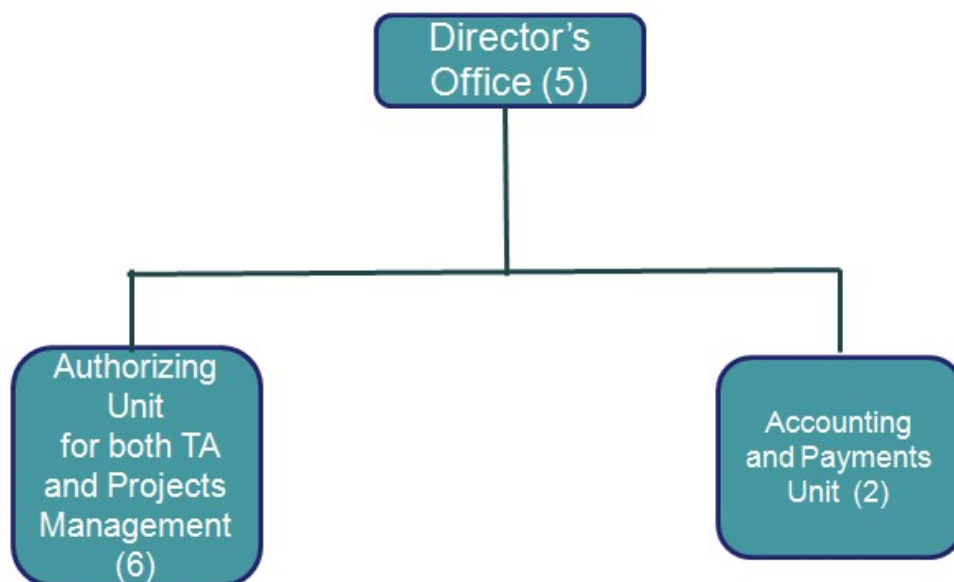 Director’s
Office (5)
Authorizing
Unit
for both TA
and Projects
Management
(6)
Accounting
and Payments
Unit (2)